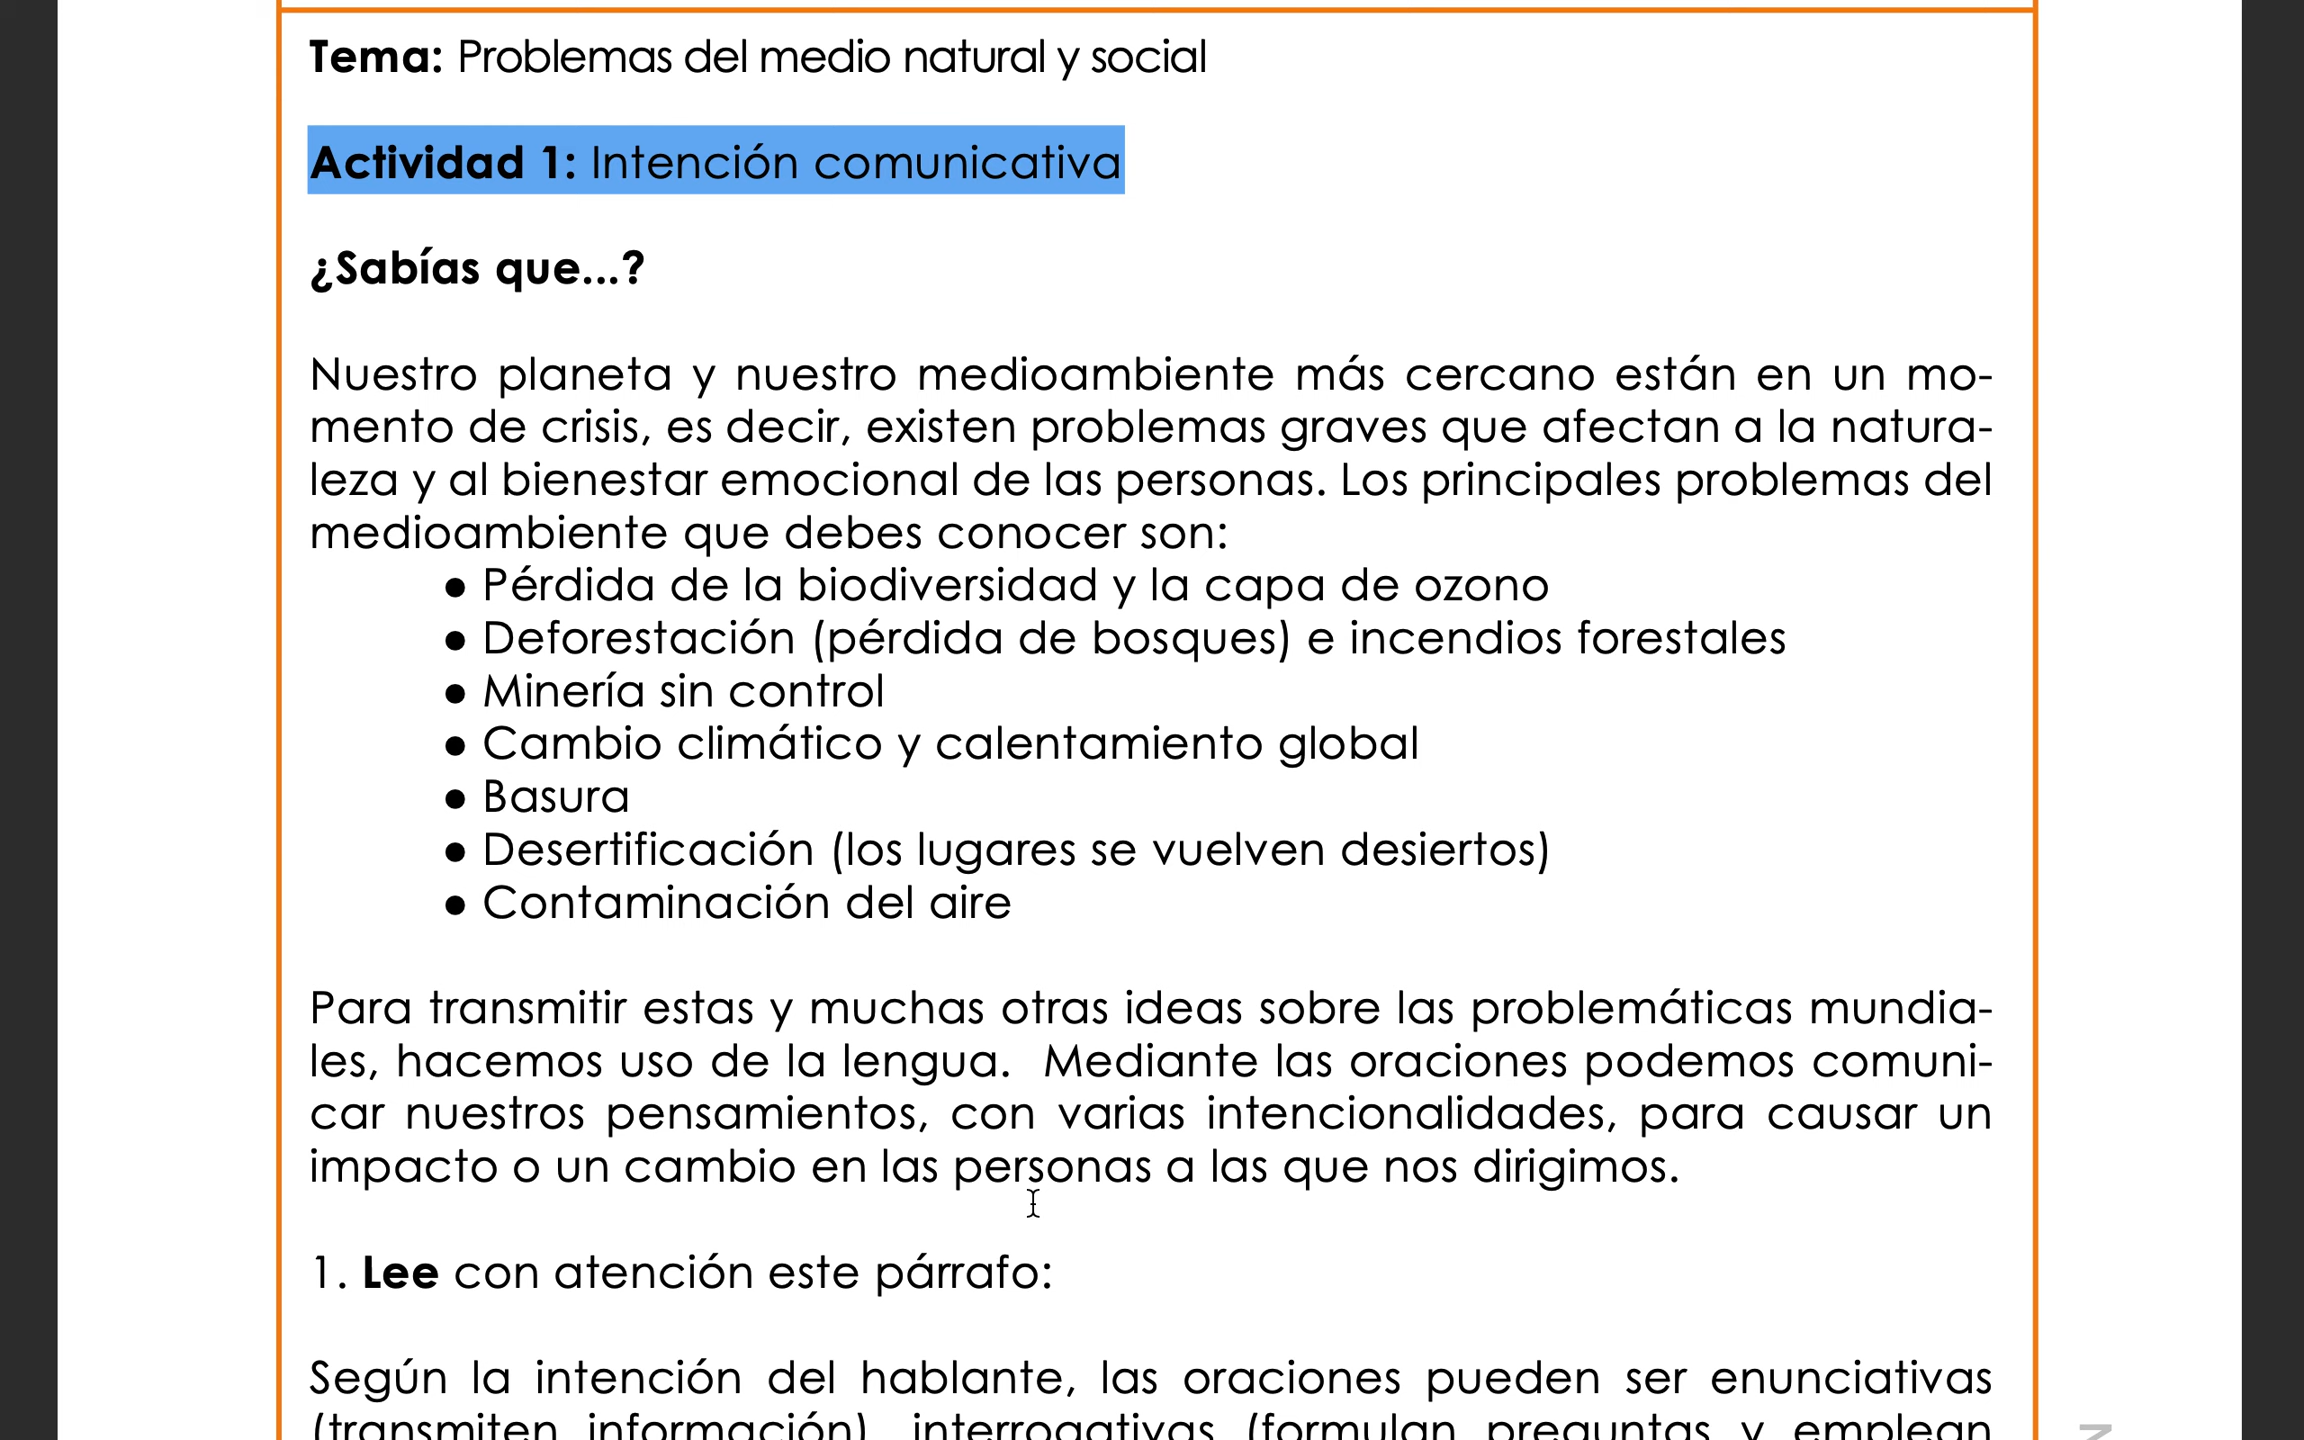 Tema: Problemas del medio natural y social
Actividad 1: Intención comunicativa
¿Sabías que...?
Nuestro planeta y nuestro medioambiente más cercano están en un mo-
mento de crisis, es decir, existen problemas graves que afectan a la natura-
leza y al bienestar emocional de las personas. Los principales problemas del
medioambiente que debes conocer son:
● Pérdida de la biodiversidad y la capa de ozono
● Deforestación (pérdida de bosques) e incendios forestales
● Minería sin control
● Cambio climático y calentamiento global
● Basura
● Desertificación (los lugares se vuelven desiertos)
● Contaminación del aire
Para transmitir estas y muchas otras ideas sobre las problemáticas mundia-
les, hacemos uso de la lengua. Mediante las oraciones podemos comuni-
car nuestros pensamientos, con varias intencionalidades, para causar un
impacto o un cambio en las personas a las que nos dirigimos.
1. Lee con atención este párrafo:
Según la intención del hablante, las oraciones pueden ser enunciativas
(transmiten información), interrogativas (formulan preguntas y emplean